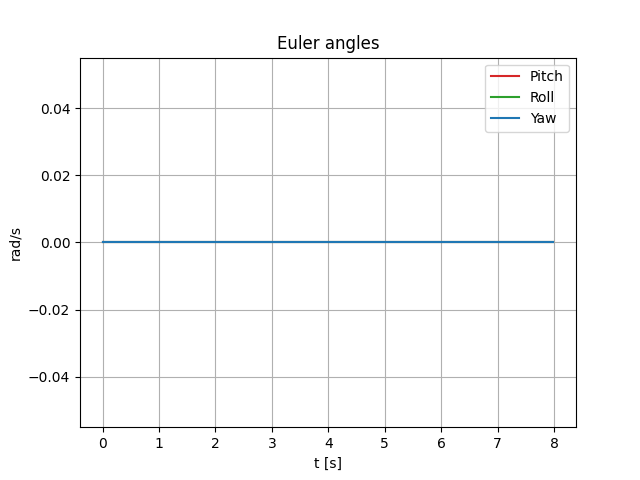 Euler angles
Pitch
Roll
Yaw
0.04
0.02
0.00
−0.02
−0.04
rad/s
0 1 2 3 4 5 6 7 8
t [s]